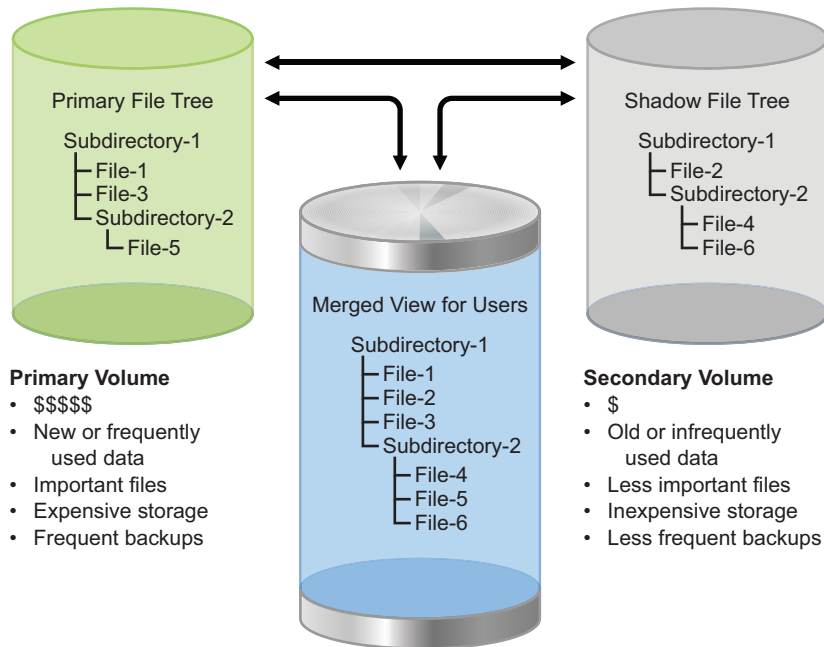 Primary File Tree
Subdirectory-1
File-1
File-3
Subdirectory-2
File-5
Shadow File Tree
Subdirectory-1
File-2
Subdirectory-2
File-4
File-6
Merged View for Users
Subdirectory-1
File-1
File-2
File-3
Subdirectory-2
File-4
File-5
File-6
Primary Volume
• $$$$$
• New or frequently
used data
• Important files
• Expensive storage
• Frequent backups
Secondary Volume
• $
• Old or infrequently
used data
• Less important files
• Inexpensive storage
• Less frequent backups